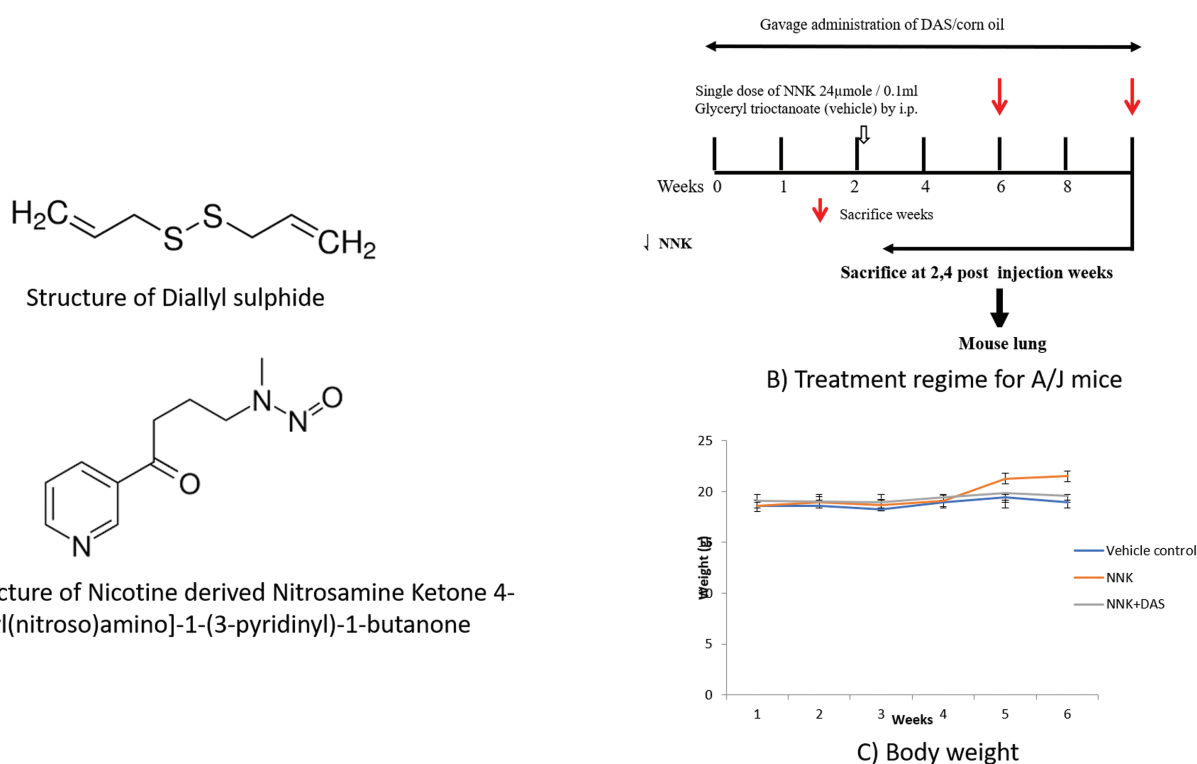 H₂C
S
S
CH₂
Structure of Diallyl sulphide
N
N
O
O
N
cture of Nicotine derived Nitrosamine Ketone 4-
l(nitroso)amino]-1-(3-pyridinyl)-1-butanone
Gavage administration of DAS/corn oil
Single dose of NNK 24µmole / 0.1ml
Glyceryl trioctanoate (vehicle) by i.p.
Weeks 0 1 2 4 6 8
Sacrifice weeks
NNK
Sacrifice at 2,4 post injection weeks
Mouse lung
B) Treatment regime for A/J mice
25
20
15
10
5
0
Weight (g)
1 2 3 4 5 6
Weeks
Vehicle control
NNK
NNK+DAS
C) Body weight